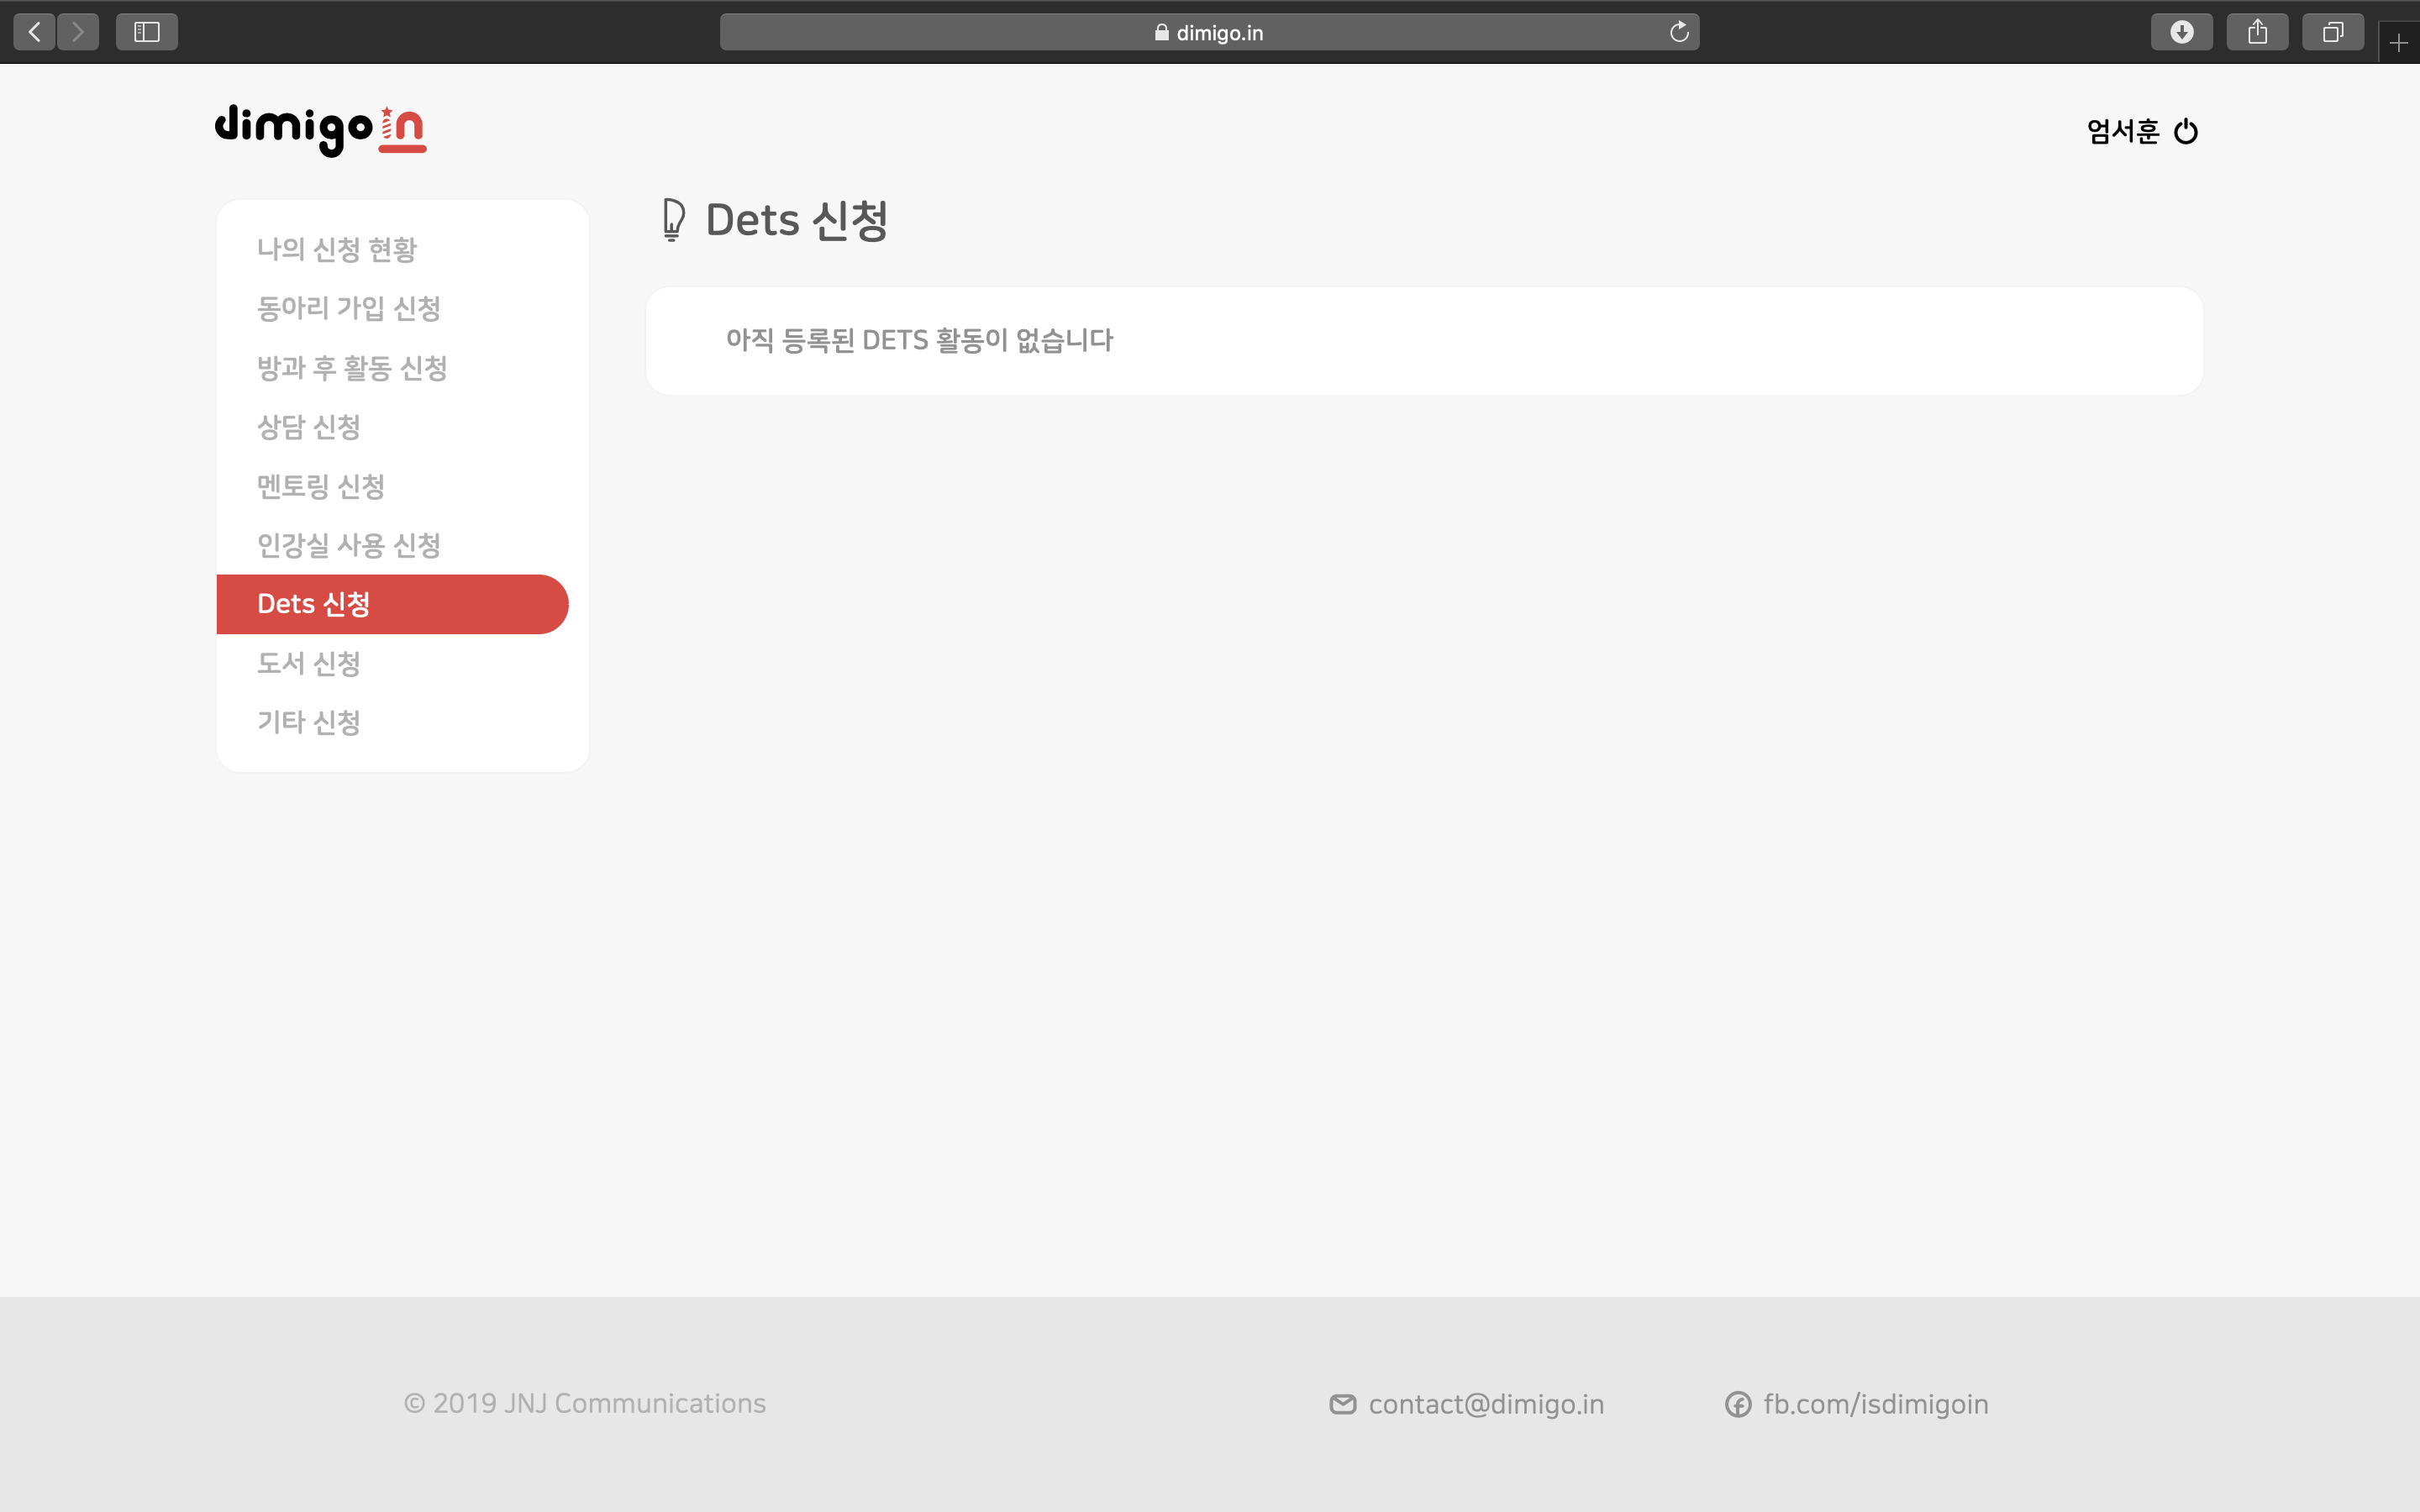 dimigo.in
dimigoin
엄서훈
나의 신청 현황
동아리 가입 신청
방과 후 활동 신청
상담 신청
멘토링 신청
인강실 사용 신청
Dets 신청
도서 신청
기타 신청
Dets 신청
아직 등록된 DETS 활동이 없습니다
© 2019 JNJ Communications
contact@dimigo.in
fb.com/isdimigoin